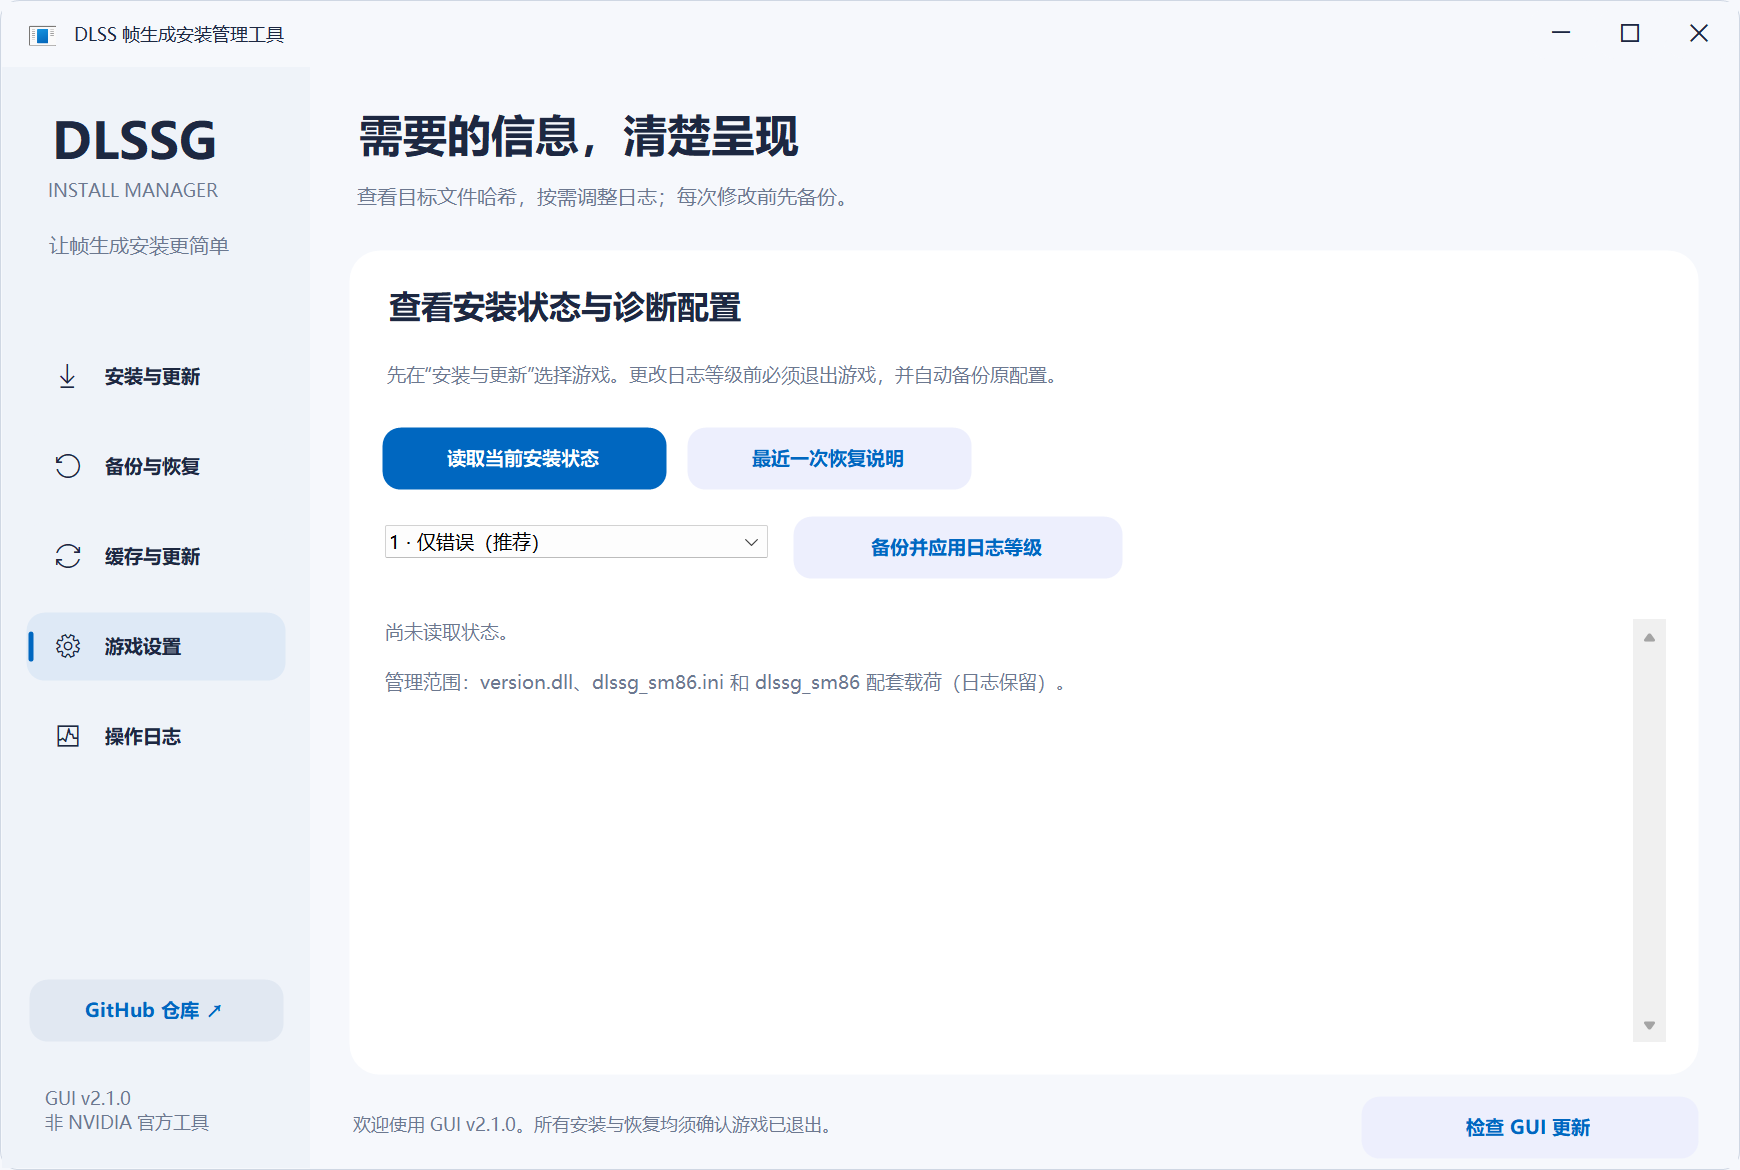 DLSS 帧生成安装管理工具
DLSSG
INSTALL MANAGER
让帧生成安装更简单
安装与更新
备份与恢复
缓存与更新
游戏设置
操作日志
GitHub 仓库 ↗
GUI v2.1.0
非 NVIDIA 官方工具
需要的信息，清楚呈现
查看目标文件哈希，按需调整日志；每次修改前先备份。
查看安装状态与诊断配置
先在“安装与更新”选择游戏。更改日志等级前必须退出游戏，并自动备份原配置。
读取当前安装状态
最近一次恢复说明
1 · 仅错误（推荐）
备份并应用日志等级
尚未读取状态。
管理范围：version.dll、dlssg_sm86.ini 和 dlssg_sm86 配套载荷（日志保留）。
欢迎使用 GUI v2.1.0。所有安装与恢复均须确认游戏已退出。
检查 GUI 更新